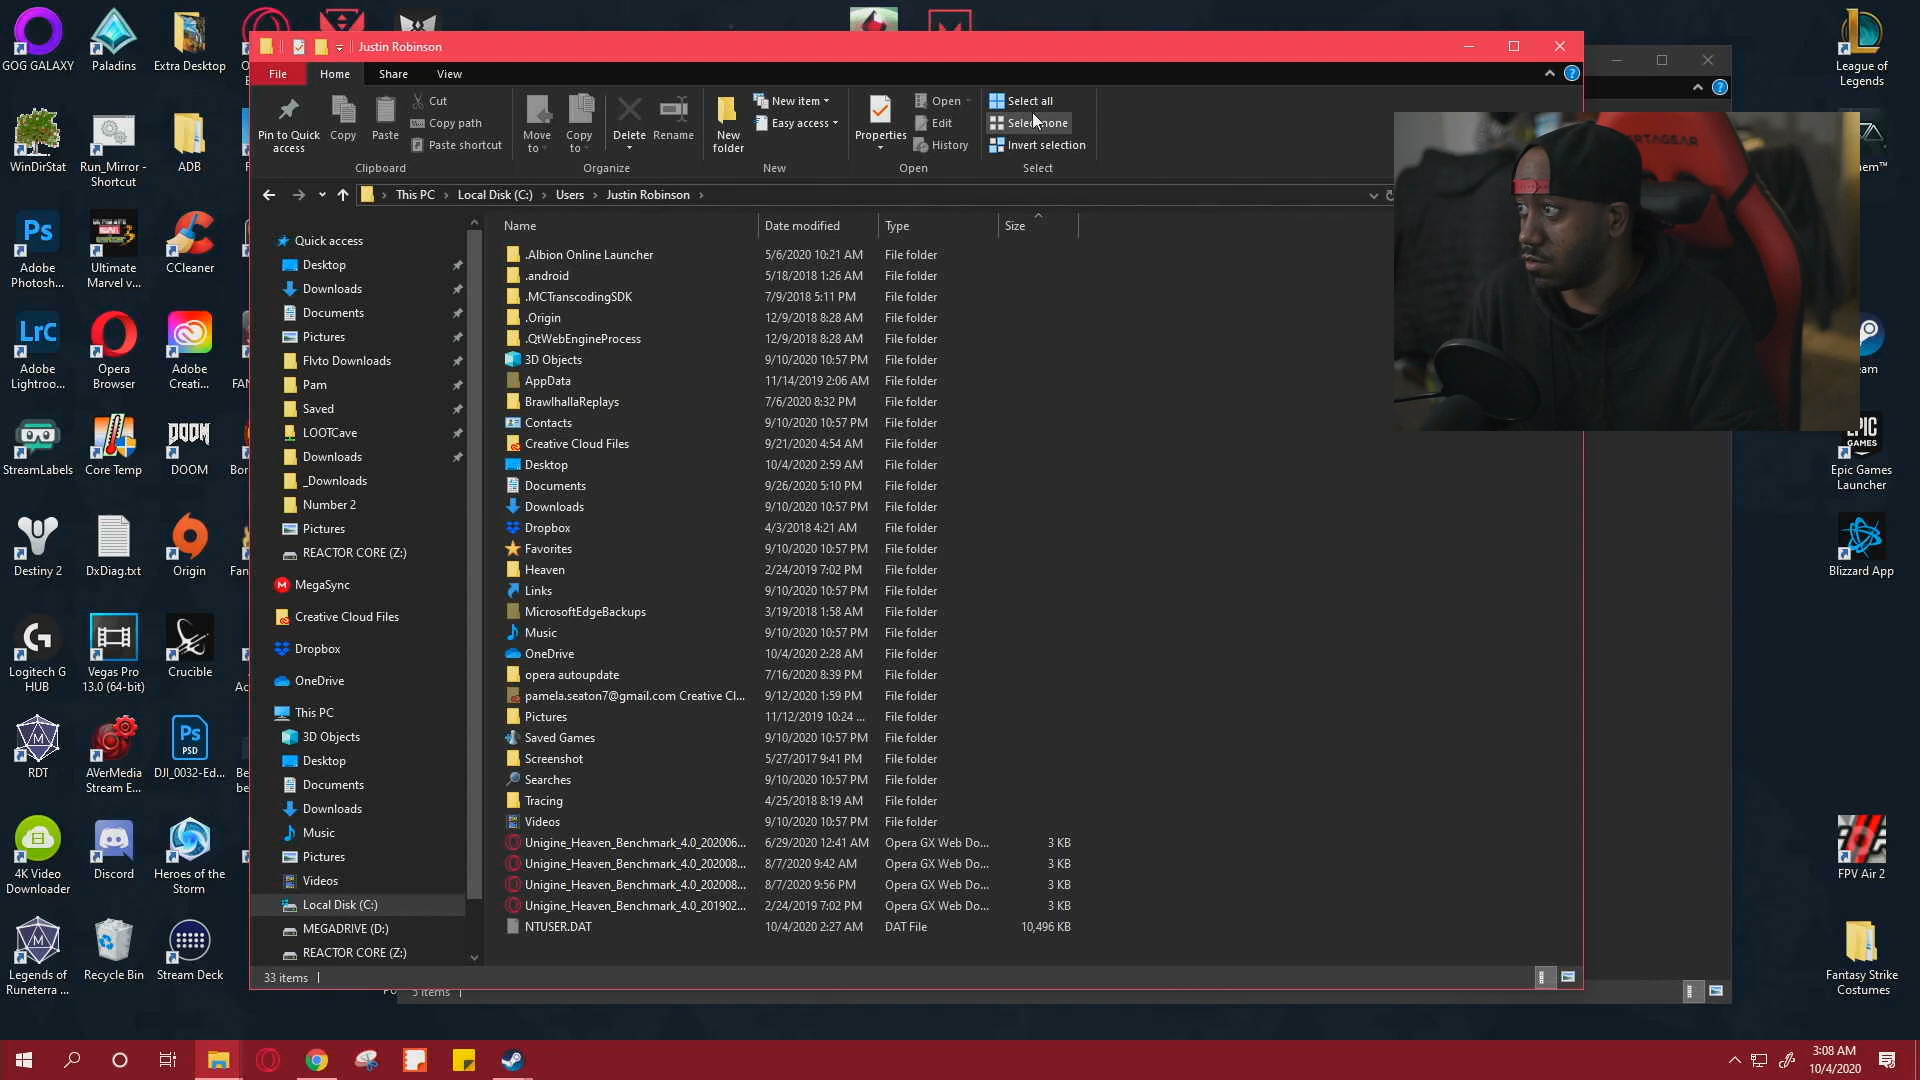 GOG GALAXY
Paladins
Extra Desktop
League of
Legends
WinDirStat
Run_Mirror -
Shortcut
ADB
Adobe
Photosh...
Ultimate
Marvel v...
CCleaner
Adobe
Lightroo...
Opera
Browser
Adobe
Creati...
StreamLabels
Core Temp
DOOM
Destiny 2
DxDiag.txt
Origin
Logitech G
HUB
Vegas Pro
13.0 (64-bit)
Crucible
RDT
AVerMedia
Stream E...
DJI_0032-Ed...
4K Video
Downloader
Discord
Heroes of the
Storm
Legends of
Runeterra ...
Recycle Bin
Stream Deck
Justin Robinson
File
Home
Share
View
Pin to Quick
access
Copy
Paste
Cut
Copy path
Paste shortcut
Clipboard
Move
to
Copy
to
Delete
Rename
Organize
New
folder
New item
Easy access
New
Properties
Open
Edit
History
Open
Select all
Select none
Invert selection
Select
This PC
Local Disk (C:)
Users
Justin Robinson
Quick access
Desktop
Downloads
Documents
Pictures
Flvto Downloads
Pam
Saved
LOOTCave
Downloads
_Downloads
Number 2
Pictures
REACTOR CORE (Z:)
MegaSync
Creative Cloud Files
Dropbox
OneDrive
This PC
3D Objects
Desktop
Documents
Downloads
Music
Pictures
Videos
Local Disk (C:)
MEGADRIVE (D:)
REACTOR CORE (Z:)
Name Date modified Type Size
.Albion Online Launcher 5/6/2020 10:21 AM File folder
.android 5/18/2018 1:26 AM File folder
.MCTranscodingSDK 7/9/2018 5:11 PM File folder
.Origin 12/9/2018 8:28 AM File folder
.QtWebEngineProcess 12/9/2018 8:28 AM File folder
3D Objects 9/10/2020 10:57 PM File folder
AppData 11/14/2019 2:06 AM File folder
BrawlhallaReplays 7/6/2020 8:32 PM File folder
Contacts 9/10/2020 10:57 PM File folder
Creative Cloud Files 9/21/2020 4:54 AM File folder
Desktop 10/4/2020 2:59 AM File folder
Documents 9/26/2020 5:10 PM File folder
Downloads 9/10/2020 10:57 PM File folder
Dropbox 4/3/2018 4:21 AM File folder
Favorites 9/10/2020 10:57 PM File folder
Heaven 2/24/2019 7:02 PM File folder
Links 9/10/2020 10:57 PM File folder
MicrosoftEdgeBackups 3/19/2018 1:58 AM File folder
Music 9/10/2020 10:57 PM File folder
OneDrive 10/4/2020 2:28 AM File folder
opera autoupdate 7/16/2020 8:39 PM File folder
pamela.seaton7@gmail.com Creative Cl... 9/12/2020 1:59 PM File folder
Pictures 11/12/2019 10:24 ... File folder
Saved Games 9/10/2020 10:57 PM File folder
Screenshot 5/27/2017 9:41 PM File folder
Searches 9/10/2020 10:57 PM File folder
Tracing 4/25/2018 8:19 AM File folder
Videos 9/10/2020 10:57 PM File folder
Unigine_Heaven_Benchmark_4.0_202006... 6/29/2020 12:41 AM Opera GX Web Do... 3 KB
Unigine_Heaven_Benchmark_4.0_202008... 8/7/2020 9:42 AM Opera GX Web Do... 3 KB
Unigine_Heaven_Benchmark_4.0_202008... 8/7/2020 9:56 PM Opera GX Web Do... 3 KB
Unigine_Heaven_Benchmark_4.0_201902... 2/24/2019 7:02 PM Opera GX Web Do... 3 KB
NTUSER.DAT 10/4/2020 2:27 AM DAT File 10,496 KB
33 items
5 items
Epic Games
Launcher
Blizzard App
FPV Air 2
Fantasy Strike
Costumes
3:08 AM
10/4/2020